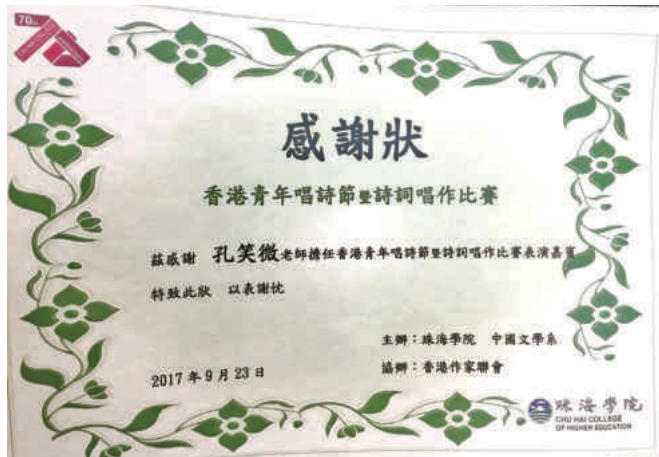 70
感謝狀
香港青年唱詩節暨詩詞唱作比賽
茲感謝 孔笑微老師擔任香港青年唱詩節暨詩詞唱作比賽表演嘉賓
特致此狀 以表謝忱
主辦：珠海學院 中國文學系
協辦：香港作家聯會
2017年9月23日
珠海學院
CHU HAI COLLEGE
OF HIGHER EDUCATION